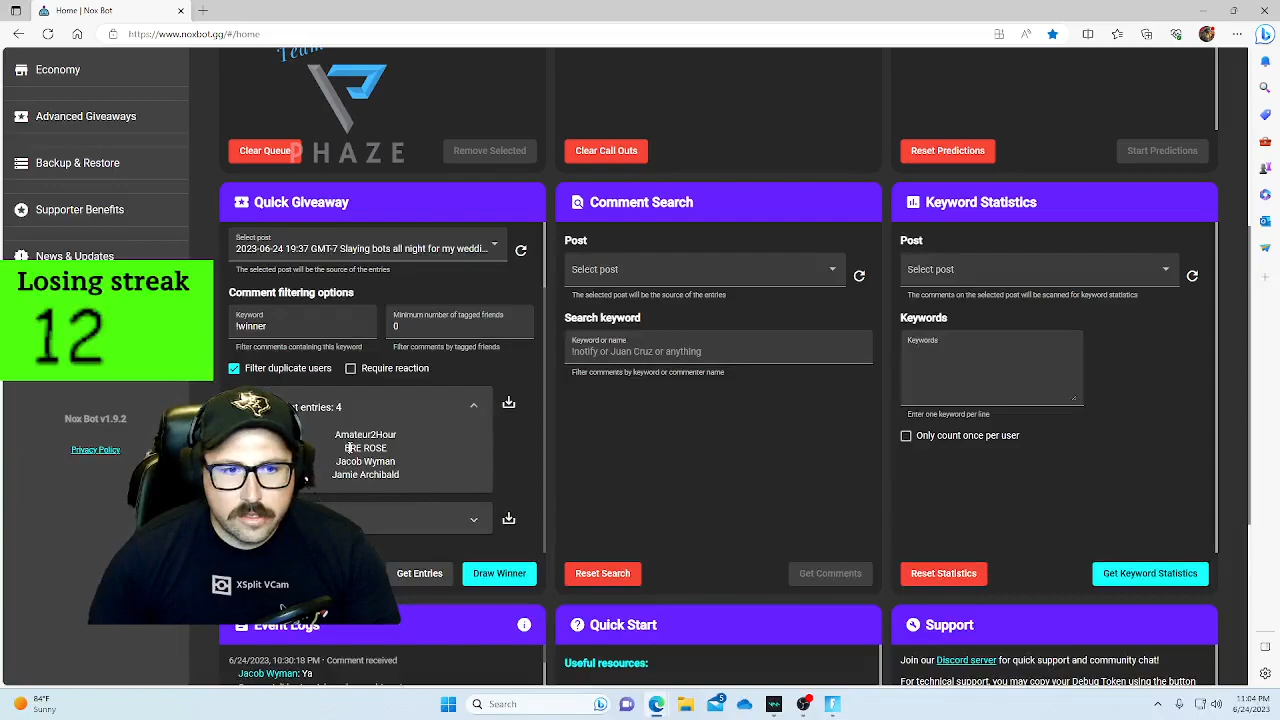 Home | Nox Bot
https://www.noxbot.gg/#/home
Economy
Advanced Giveaways
Backup & Restore
Supporter Benefits
News & Updates
Nox Bot v1.9.2
Privacy Policy
Losing streak
12
Team
PHAZE
Clear Queue
Remove Selected
Clear Call Outs
Reset Predictions
Start Predictions
Quick Giveaway
Select post
2023-06-24 19:37 GMT-7 Slaying bots all night for my weddi...
The selected post will be the source of the entries
Comment filtering options
Keyword
!winner
Filter comments containing this keyword
Minimum number of tagged friends
0
Filter comments by tagged friends
Filter duplicate users
Require reaction
entries: 4
Amateur2Hour
ROSE
Jacob Wyman
Jamie Archibald
Get Entries
Draw Winner
XSplit VCam
Comment Search
Post
Select post
The selected post will be the source of the entries
Search keyword
Keyword or name
!notify or Juan Cruz or anything
Filter comments by keyword or commenter name
Reset Search
Get Comments
Keyword Statistics
Post
Select post
The comments on the selected post will be scanned for keyword statistics
Keywords
Keywords
Enter one keyword per line
Only count once per user
Reset Statistics
Get Keyword Statistics
Event Logs
6/24/2023, 10:30:18 PM · Comment received
Jacob Wyman: Ya
Quick Start
Useful resources:
Support
Join our Discord server for quick support and community chat!
For technical support, you may copy your Debug Token using the button
84°F
Sunny
Search
5
11:04 PM
6/24/2023